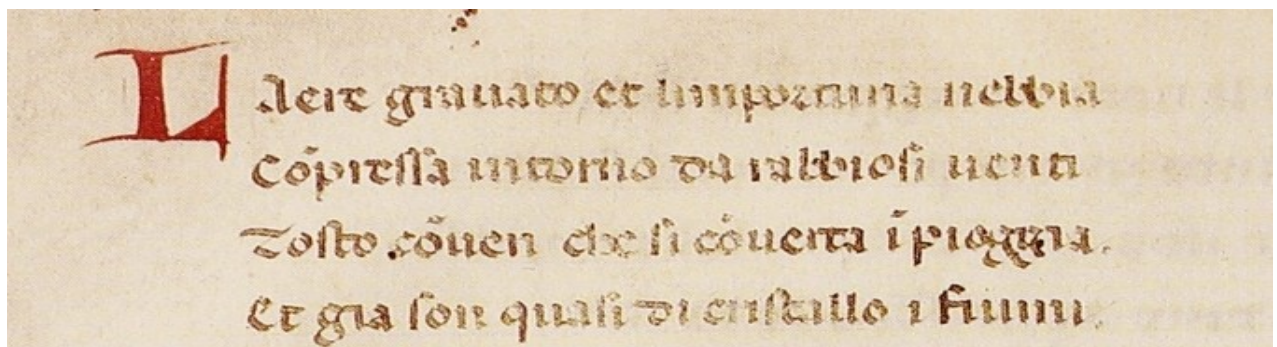 Laere grauato et limportuna nebbia
Cōpressa intorno da rabbiosi uenti
Tosto cōuen che si cōuerta ī pioggia.
Et gia son quasi di cristallo i fiumi.